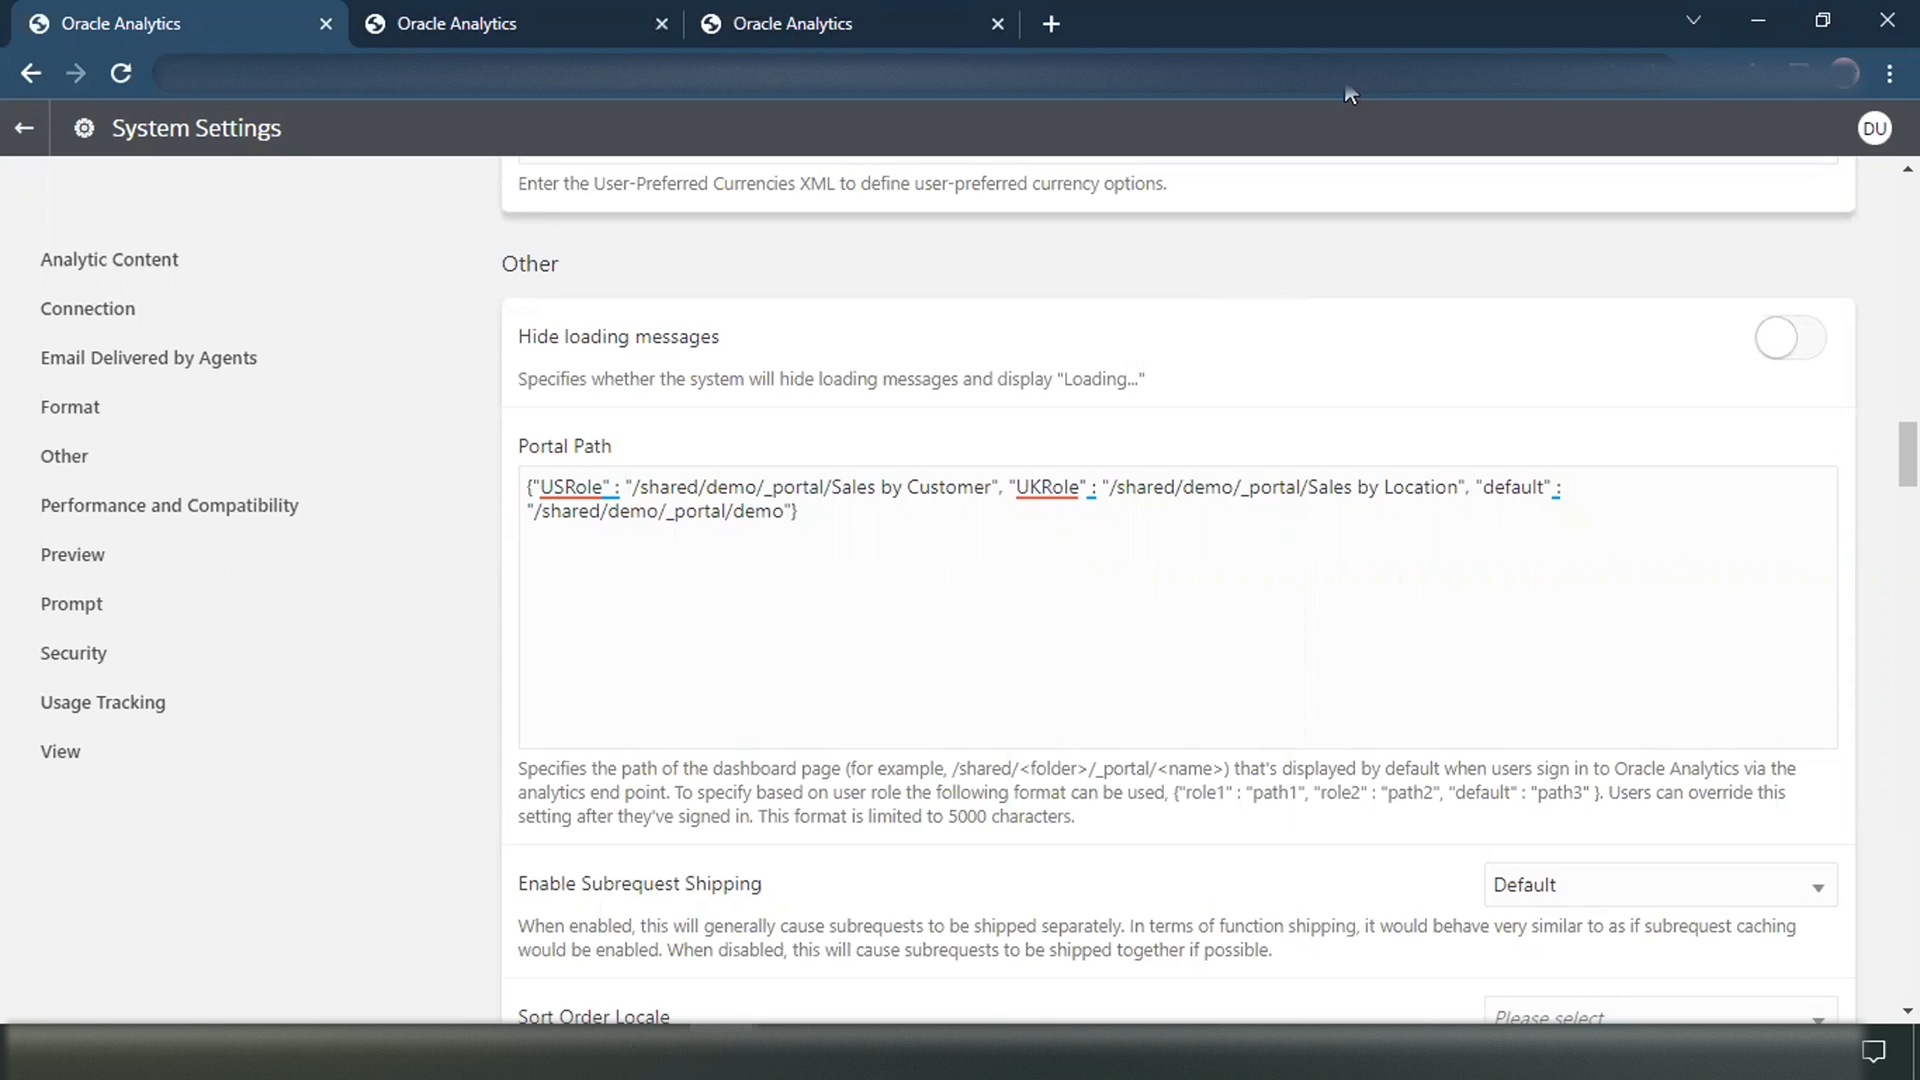 Oracle Analytics
Oracle Analytics
Oracle Analytics
System Settings
DU
Enter the User-Preferred Currencies XML to define user-preferred currency options.
Analytic Content
Connection
Email Delivered by Agents
Format
Other
Performance and Compatibility
Preview
Prompt
Security
Usage Tracking
View
Other
Hide loading messages
Specifies whether the system will hide loading messages and display "Loading..."
Portal Path
{"USRole" : "/shared/demo/_portal/Sales by Customer", "UKRole" : "/shared/demo/_portal/Sales by Location", "default" :
"/shared/demo/_portal/demo"}
Specifies the path of the dashboard page (for example, /shared/<folder>/_portal/<name>) that's displayed by default when users sign in to Oracle Analytics via the
analytics end point. To specify based on user role the following format can be used, {"role1" : "path1", "role2" : "path2", "default" : "path3" }. Users can override this
setting after they've signed in. This format is limited to 5000 characters.
Enable Subrequest Shipping
Default
When enabled, this will generally cause subrequests to be shipped separately. In terms of function shipping, it would behave very similar to as if subrequest caching
would be enabled. When disabled, this will cause subrequests to be shipped together if possible.
Sort Order Locale
Please select